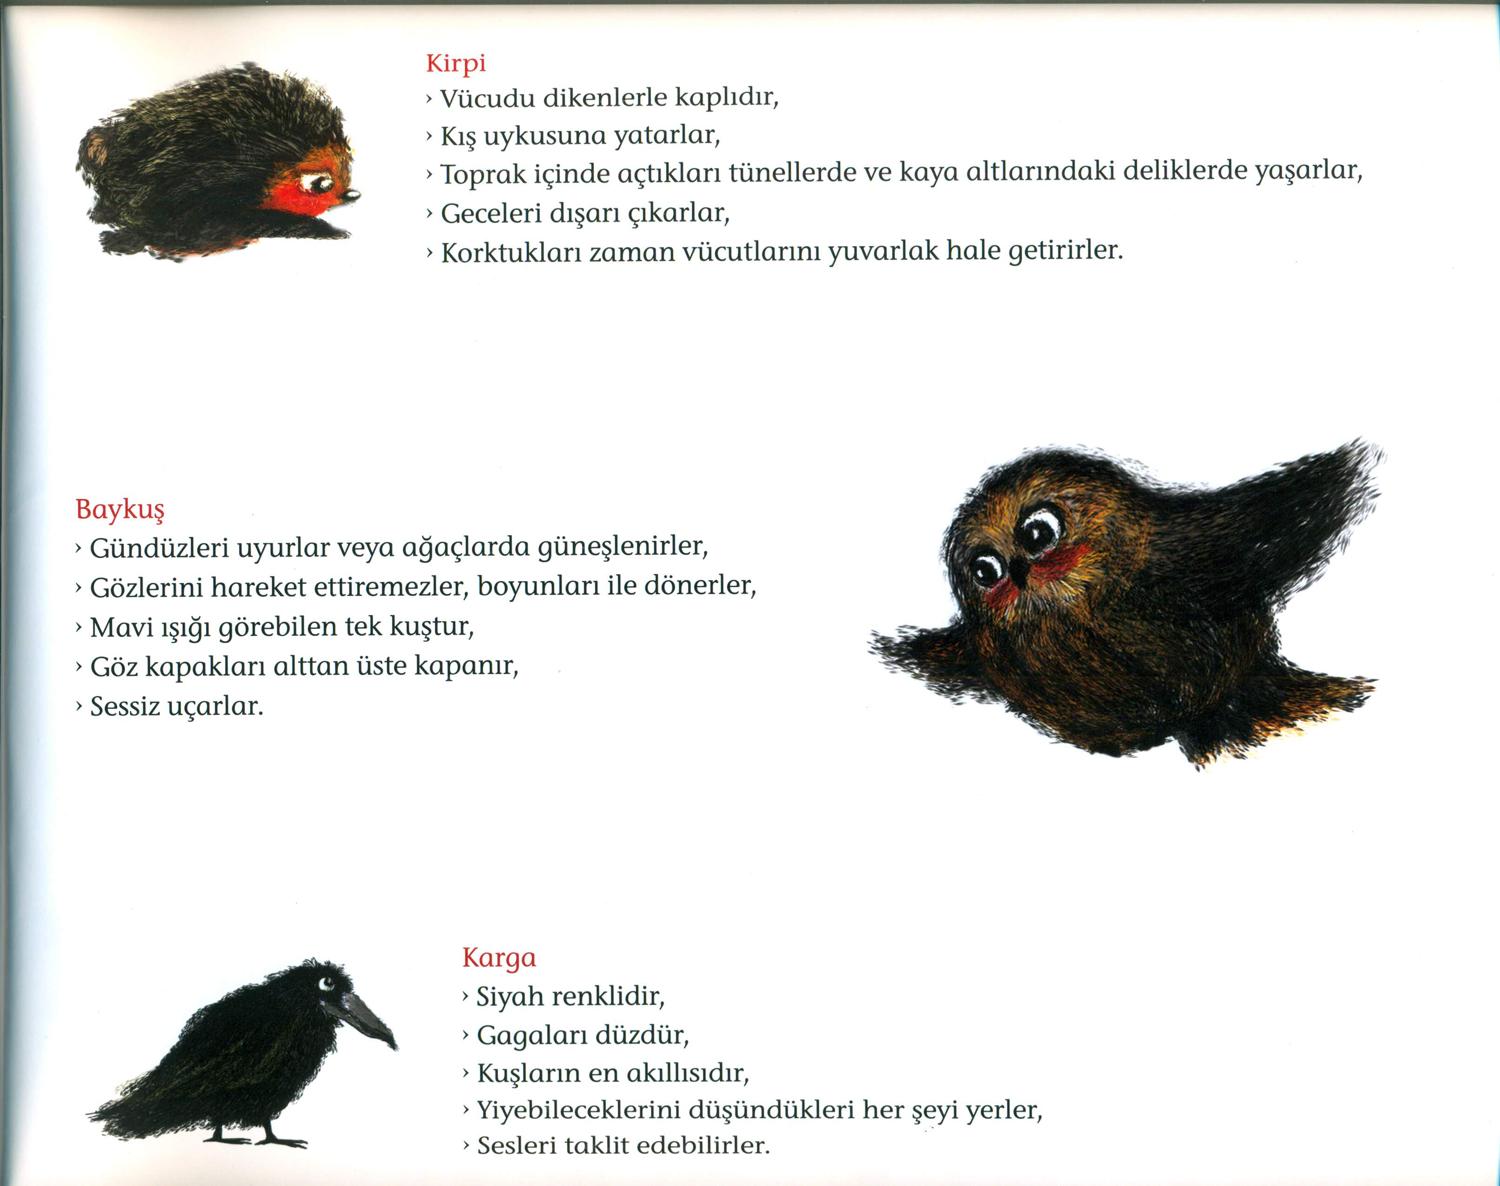 Kirpi
› Vücudu dikenlerle kaplıdır,
› Kış uykusuna yatarlar,
› Toprak içinde açtıkları tünellerde ve kaya altlarındaki deliklerde yaşarlar,
› Geceleri dışarı çıkarlar,
› Korktukları zaman vücutlarını yuvarlak hale getirirler.
Baykuş
› Gündüzleri uyurlar veya ağaçlarda güneşlenirler,
› Gözlerini hareket ettiremezler, boyunları ile dönerler,
› Mavi ışığı görebilen tek kuştur,
› Göz kapakları alttan üste kapanır,
› Sessiz uçarlar.
Karga
› Siyah renklidir,
› Gagaları düzdür,
› Kuşların en akıllısıdır,
› Yiyebileceklerini düşündükleri her şeyi yerler,
› Sesleri taklit edebilirler.